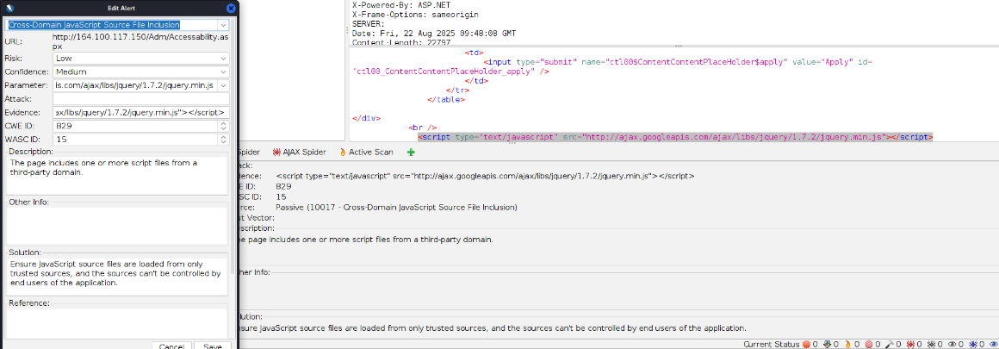 Edit Alert
Cross-Domain JavaScript Source File Inclusion
URL:
http://164.100.117.150/Adm/Accessability.as
px
Risk:
Low
Confidence:
Medium
Parameter:
is.com/ajax/libs/jquery/1.7.2/jquery.min.js
Attack:
Evidence:
ax/libs/jquery/1.7.2/jquery.min.js"></script>
CWE ID:
829
WASC ID:
15
Description:
The page includes one or more script files from a
third-party domain.
Other Info:
Solution:
Ensure JavaScript source files are loaded from only
trusted sources, and the sources can't be controlled by
end users of the application.
Reference:
Cancel
Save
X-Powered-By: ASP.NET
X-Frame-Options: sameorigin
SERVER:
Date: Fri, 22 Aug 2025 09:48:08 GMT
Content-Length: 22797
<td>
<input type="submit" name="ctl00$ContentContentPlaceHolder$apply" value="Apply" id=
"ctl00_ContentContentPlaceHolder_apply" />
</td>
</tr>
</table>
</div>
<br />
<script type="text/javascript" src="http://ajax.googleapis.com/ajax/libs/jquery/1.7.2/jquery.min.js"></script>
Spider
AJAX Spider
Active Scan
ack:
dence:
<script type="text/javascript" src="http://ajax.googleapis.com/ajax/libs/jquery/1.7.2/jquery.min.js"></script>
E ID:
829
SC ID:
15
rce:
Passive (10017 - Cross-Domain JavaScript Source File Inclusion)
ut Vector:
escription:
he page includes one or more script files from a third-party domain.
her Info:
lution:
nsure JavaScript source files are loaded from only trusted sources, and the sources can't be controlled by end users of the application.
Current Status
0
0
0
0
0
0
0
0
0